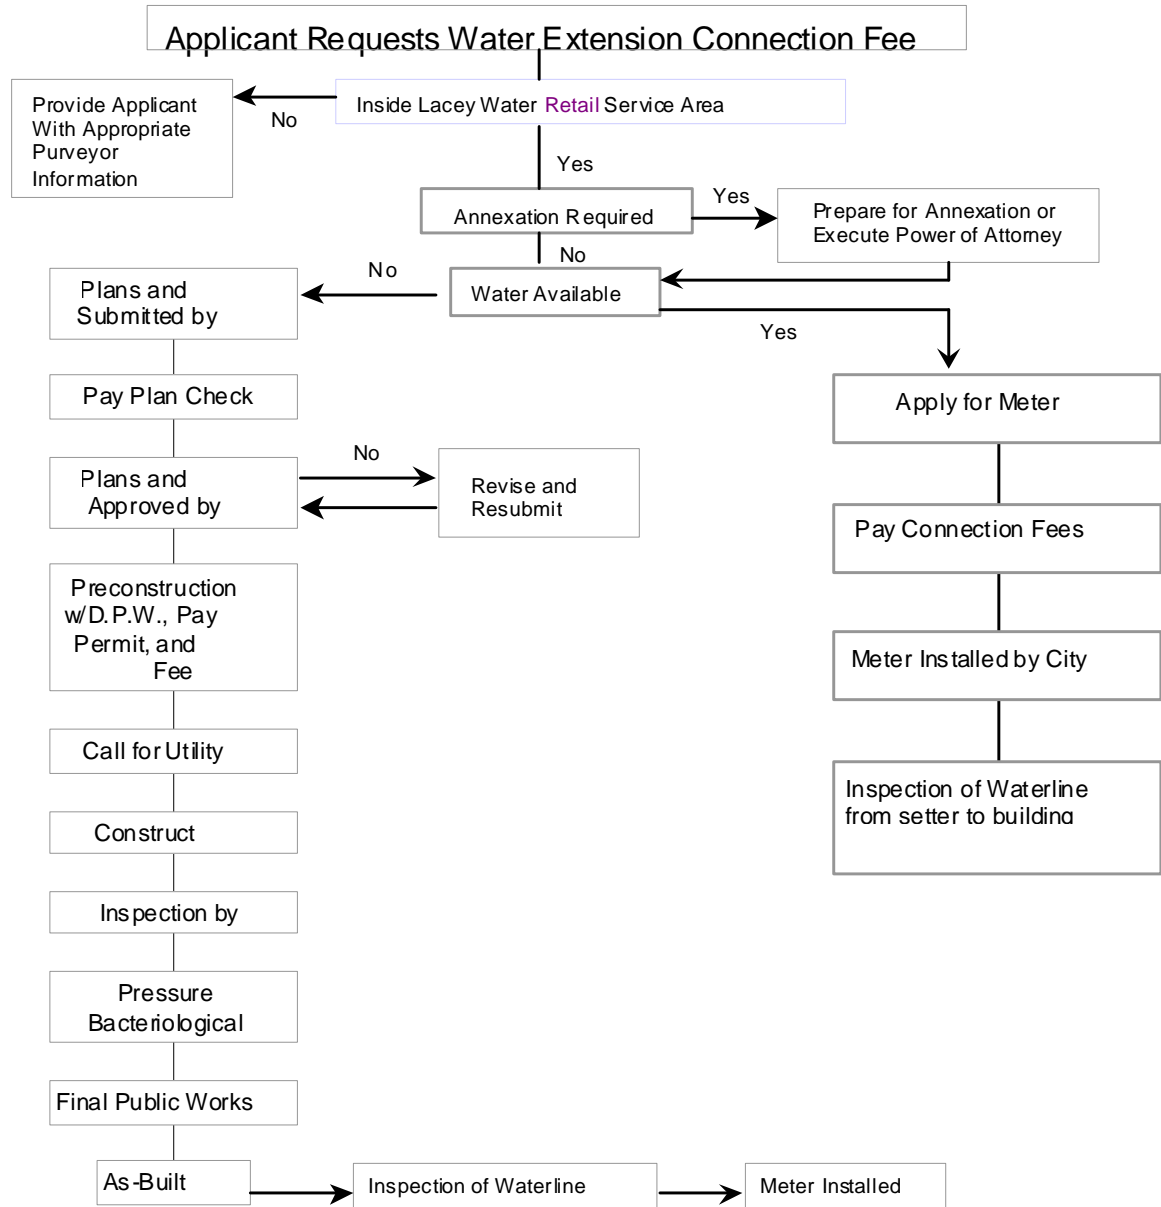 Applicant Requests Water Extension Connection Fee
Provide Applicant
With Appropriate
Purveyor
Information
No
Inside Lacey Water Retail Service Area
Yes
Annexation Required
Yes
Prepare for Annexation or
Execute Power of Attorney
No
No
Water Available
Plans and
Submitted by
Yes
Pay Plan Check
Apply for Meter
No
Plans and
Approved by
Revise and
Resubmit
Pay Connection Fees
Preconstruction
w/D.P.W., Pay
Permit, and
Fee
Meter Installed by City
Call for Utility
Inspection of Waterline
from setter to building
Construct
Inspection by
Pressure
Bacteriological
Final Public Works
As-Built
Inspection of Waterline
Meter Installed